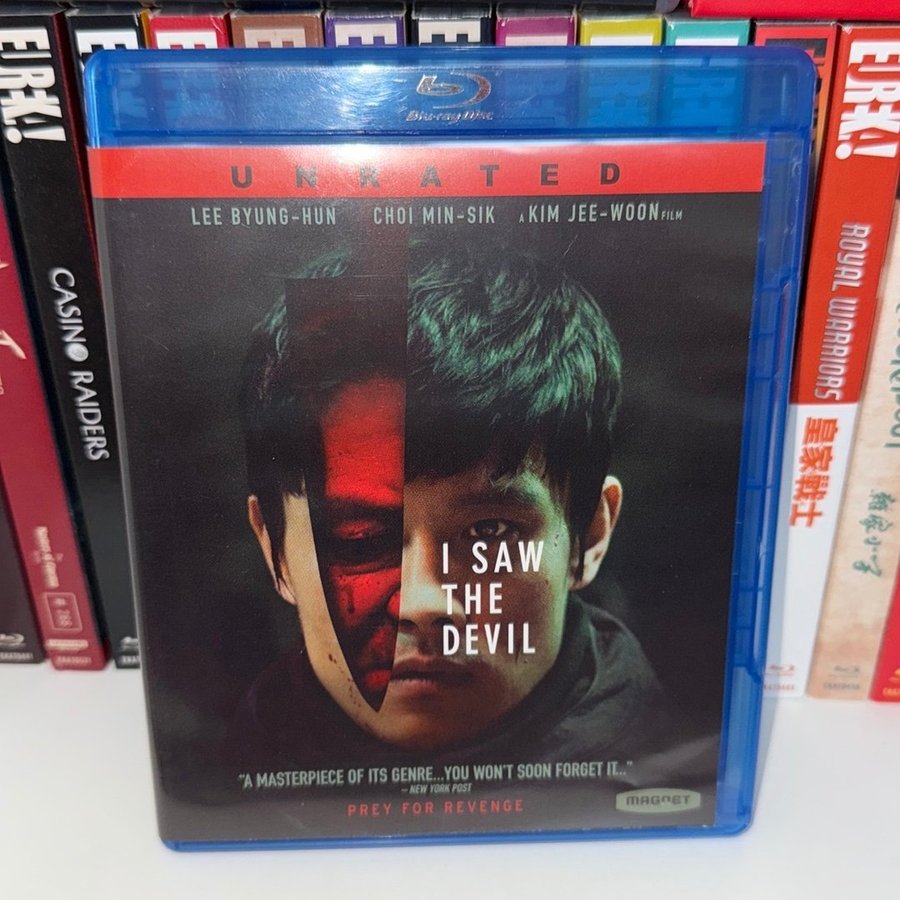 Blu-ray Disc
UNRATED
LEE BYUNG-HUN CHOI MIN-SIK A KIM JEE-WOON FILM
I SAW
THE
DEVIL
"A MASTERPIECE OF ITS GENRE...YOU WON'T SOON FORGET IT..."
– NEW YORK POST
PREY FOR REVENGE
MAGNET
EUREKA!
CASINO RAIDERS
EUREKA!
ROYAL WARRIORS
皇家戰士